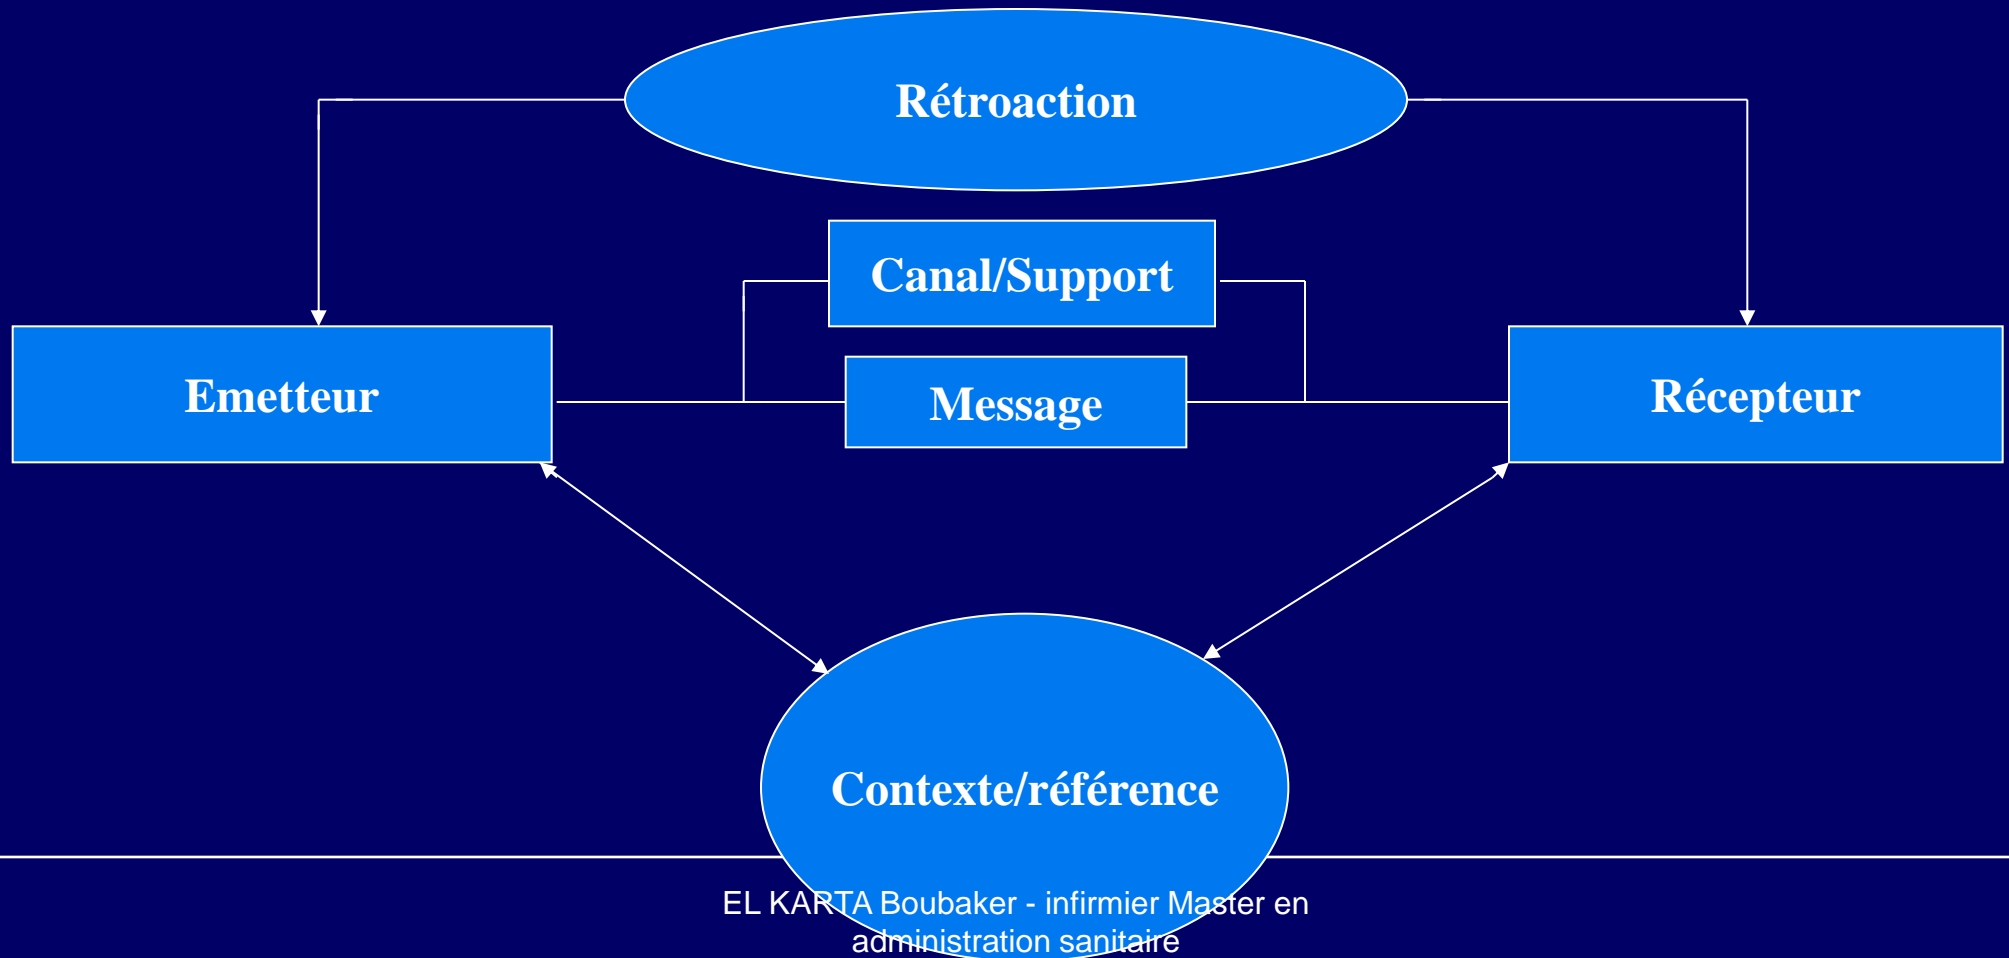 Rétroaction
Canal/Support
Emetteur
Message
Récepteur
Contexte/référence
EL KARTA Boubaker - infirmier Master en
administration sanitaire